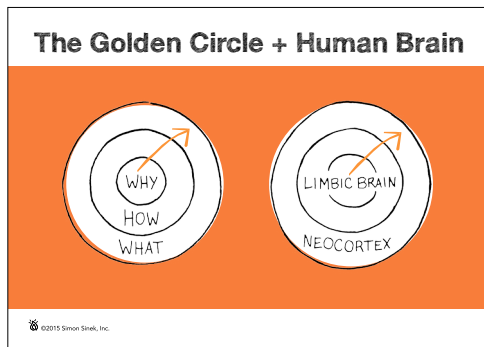 The Golden Circle + Human Brain
WHY
HOW
WHAT
LIMBIC BRAIN
NEOCORTEX
©2015 Simon Sinek, Inc.